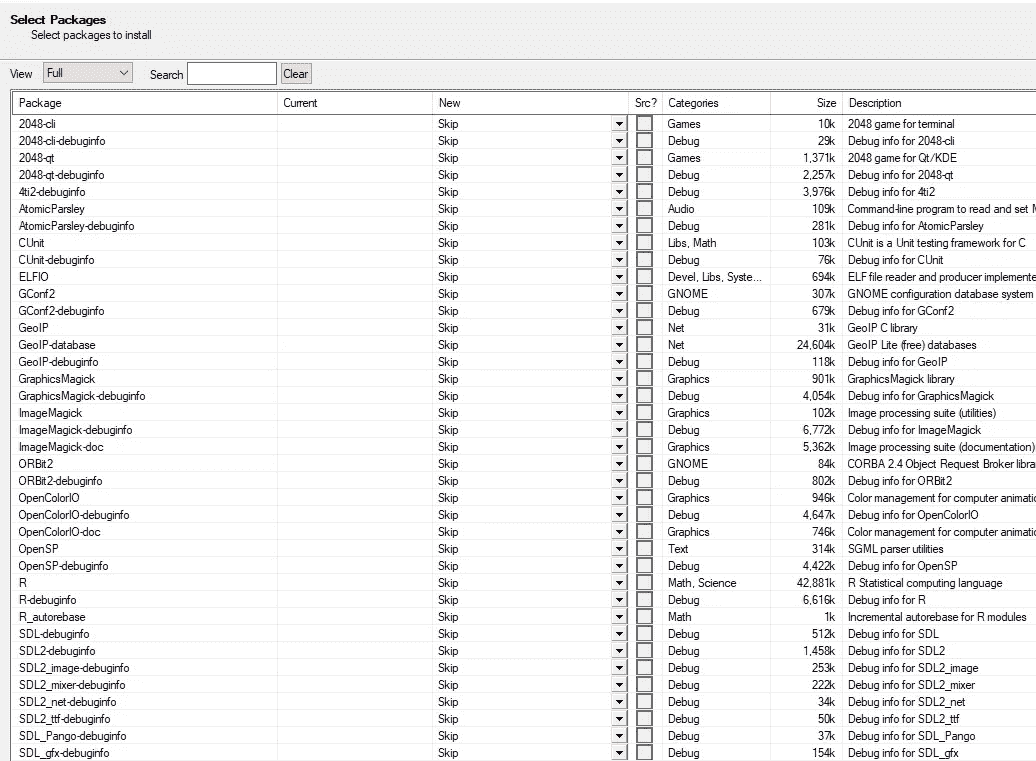 Select Packages
Select packages to install
View Full Search Clear
Package Current New Src? Categories Size Description
2048-cli Skip Games 10k 2048 game for terminal
2048-cli-debuginfo Skip Debug 29k Debug info for 2048-cli
2048-qt Skip Games 1,371k 2048 game for Qt/KDE
2048-qt-debuginfo Skip Debug 2,257k Debug info for 2048-qt
4ti2-debuginfo Skip Debug 3,976k Debug info for 4ti2
AtomicParsley Skip Audio 109k Command-line program to read and set M
AtomicParsley-debuginfo Skip Debug 281k Debug info for AtomicParsley
CUnit Skip Libs, Math 103k CUnit is a Unit testing framework for C
CUnit-debuginfo Skip Debug 76k Debug info for CUnit
ELFIO Skip Devel, Libs, Syste... 694k ELF file reader and producer implemente
GConf2 Skip GNOME 307k GNOME configuration database system
GConf2-debuginfo Skip Debug 679k Debug info for GConf2
GeoIP Skip Net 31k GeoIP C library
GeoIP-database Skip Net 24,604k GeoIP Lite (free) databases
GeoIP-debuginfo Skip Debug 118k Debug info for GeoIP
GraphicsMagick Skip Graphics 901k GraphicsMagick library
GraphicsMagick-debuginfo Skip Debug 4,054k Debug info for GraphicsMagick
ImageMagick Skip Graphics 102k Image processing suite (utilities)
ImageMagick-debuginfo Skip Debug 6,772k Debug info for ImageMagick
ImageMagick-doc Skip Graphics 5,362k Image processing suite (documentation)
ORBit2 Skip GNOME 84k CORBA 2.4 Object Request Broker libra
ORBit2-debuginfo Skip Debug 802k Debug info for ORBit2
OpenColorIO Skip Graphics 946k Color management for computer animatio
OpenColorIO-debuginfo Skip Debug 4,647k Debug info for OpenColorIO
OpenColorIO-doc Skip Graphics 746k Color management for computer animatio
OpenSP Skip Text 314k SGML parser utilities
OpenSP-debuginfo Skip Debug 4,422k Debug info for OpenSP
R Skip Math, Science 42,881k R Statistical computing language
R-debuginfo Skip Debug 6,616k Debug info for R
R_autorebase Skip Math 1k Incremental autorebase for R modules
SDL-debuginfo Skip Debug 512k Debug info for SDL
SDL2-debuginfo Skip Debug 1,458k Debug info for SDL2
SDL2_image-debuginfo Skip Debug 253k Debug info for SDL2_image
SDL2_mixer-debuginfo Skip Debug 222k Debug info for SDL2_mixer
SDL2_net-debuginfo Skip Debug 34k Debug info for SDL2_net
SDL2_ttf-debuginfo Skip Debug 50k Debug info for SDL2_ttf
SDL_Pango-debuginfo Skip Debug 37k Debug info for SDL_Pango
SDL_gfx-debuginfo Skip Debug 154k Debug info for SDL_gfx